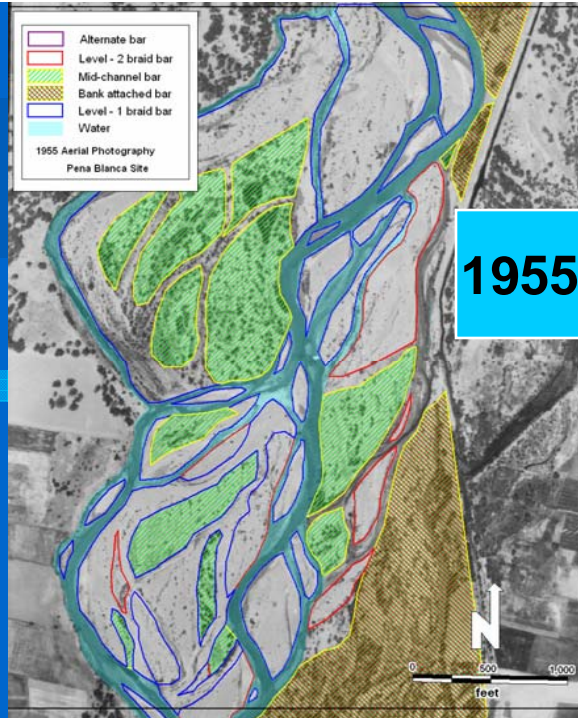 Alternate bar
Level - 2 braid bar
Mid-channel bar
Bank attached bar
Level - 1 braid bar
Water
1955 Aerial Photography
Pena Blanca Site
1955
N
0 500 1,000
feet